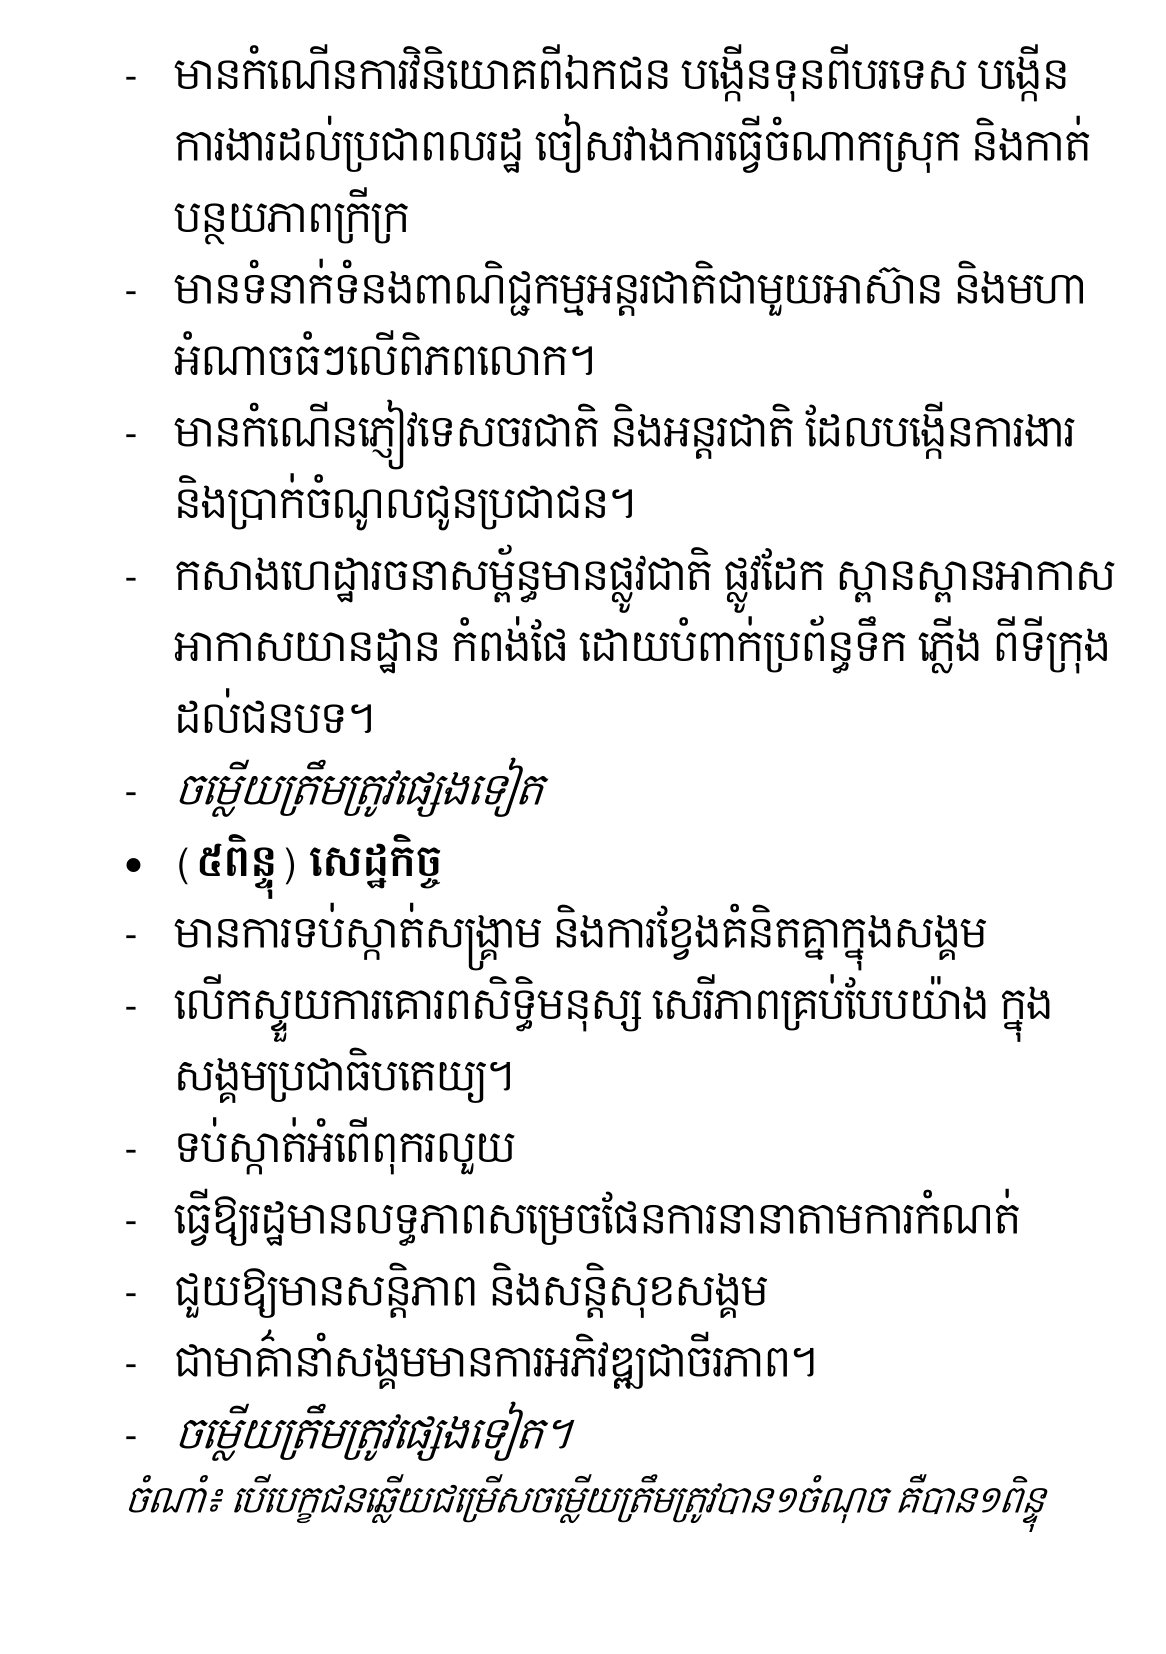 - មានកំណើនការវិនិយោគពីឯកជន បង្កើនទុនពីបរទេស បង្កើន
ការងារដល់ប្រជាពលរដ្ឋ ចៀសវាងការធ្វើចំណាកស្រុក និងកាត់
បន្ថយភាពក្រីក្រ
- មានទំនាក់ទំនងពាណិជ្ជកម្មអន្តរជាតិជាមួយអាស៊ាន និងមហា
អំណាចធំៗលើពិភពលោក។
- មានកំណើនភ្ញៀវទេសចរជាតិ និងអន្តរជាតិ ដែលបង្កើនការងារ
និងប្រាក់ចំណូលជូនប្រជាជន។
- កសាងហេដ្ឋារចនាសម្ព័ន្ធមានផ្លូវជាតិ ផ្លូវដែក ស្ពានស្ពានអាកាស
អាកាសយានដ្ឋាន កំពង់ផែ ដោយបំពាក់ប្រព័ន្ធទឹក ភ្លើង ពីទីក្រុង
ដល់ជនបទ។
- ចម្លើយត្រឹមត្រូវផ្សេងទៀត
• (៥ពិន្ទុ) សេដ្ឋកិច្ច
- មានការទប់ស្កាត់សង្គ្រាម និងការខ្វែងគំនិតគ្នាក្នុងសង្គម
- លើកស្ទួយការគោរពសិទ្ធិមនុស្ស សេរីភាពគ្រប់បែបយ៉ាង ក្នុង
សង្គមប្រជាធិបតេយ្យ។
- ទប់ស្កាត់អំពើពុករលួយ
- ធ្វើឱ្យរដ្ឋមានលទ្ធភាពសម្រេចផែនការនានាតាមការកំណត់
- ជួយឱ្យមានសន្តិភាព និងសន្តិសុខសង្គម
- ជាមាគ៌ានាំសង្គមមានការអភិវឌ្ឍជាចីរភាព។
- ចម្លើយត្រឹមត្រូវផ្សេងទៀត។
ចំណាំ៖ បើបេក្ខជនឆ្លើយជម្រើសចម្លើយត្រឹមត្រូវបាន១ចំណុច គឺបាន១ពិន្ទុ